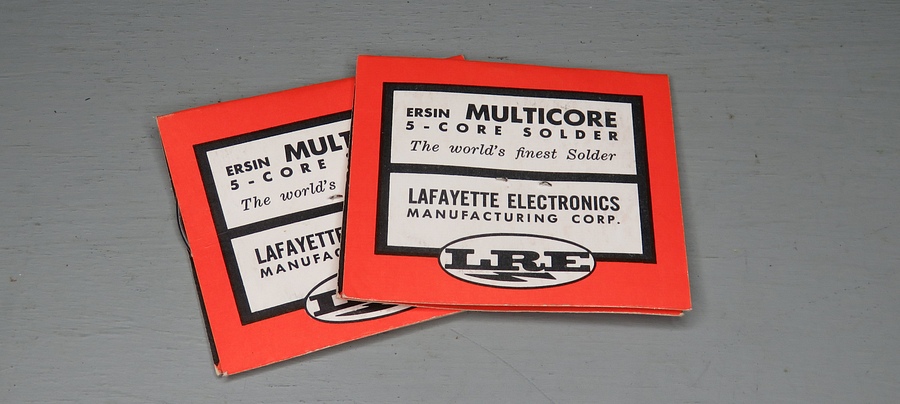 ERSIN MULTICORE
5-CORE SOLDER
The world's finest Solder
LAFAYETTE ELECTRONICS
MANUFACTURING CORP.
LRE
ERSIN
5-CORE
The world's
LAFAYETTE